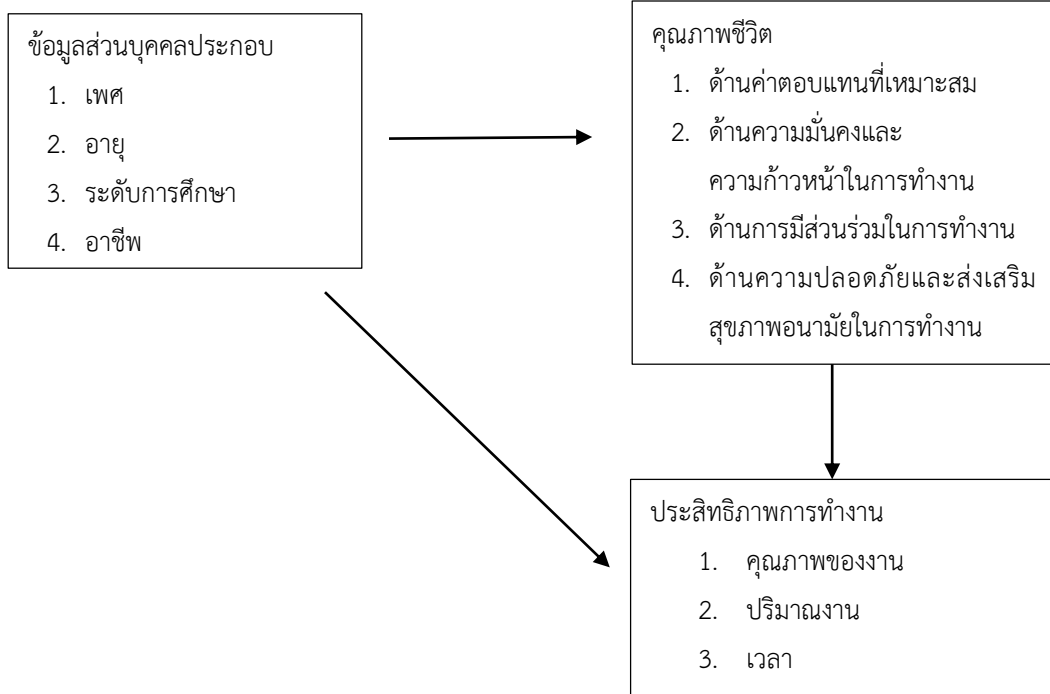 ข้อมูลส่วนบุคคลประกอบ
1. เพศ
2. อายุ
3. ระดับการศึกษา
4. อาชีพ
คุณภาพชีวิต
1. ด้านค่าตอบแทนที่เหมาะสม
2. ด้านความมั่นคงและ
ความก้าวหน้าในการทำงาน
3. ด้านการมีส่วนร่วมในการทำงาน
4. ด้านความปลอดภัยและส่งเสริม
สุขภาพอนามัยในการทำงาน
ประสิทธิภาพการทำงาน
1. คุณภาพของงาน
2. ปริมาณงาน
3. เวลา